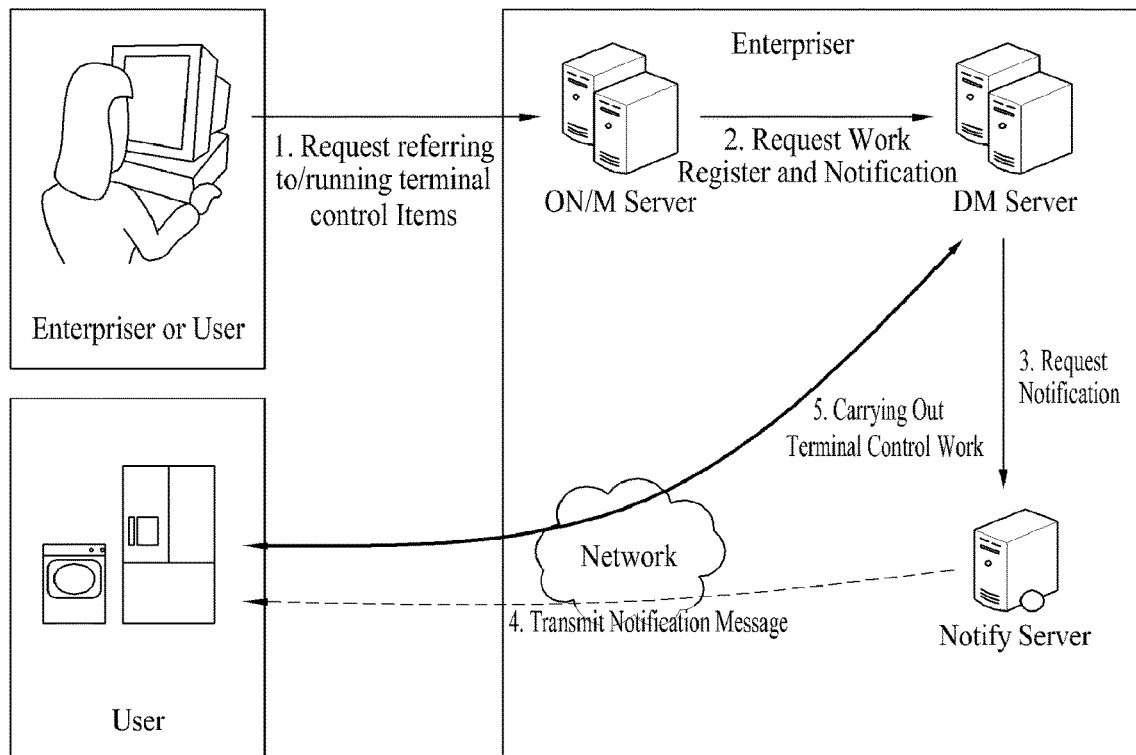 Enterpriser
1. Request referring
to/running terminal
control Items
2. Request Work
Register and Notification
ON/M Server
DM Server
Enterpriser or User
3. Request
Notification
5. Carrying Out
Terminal Control Work
Network
4. Transmit Notification Message
Notify Server
User